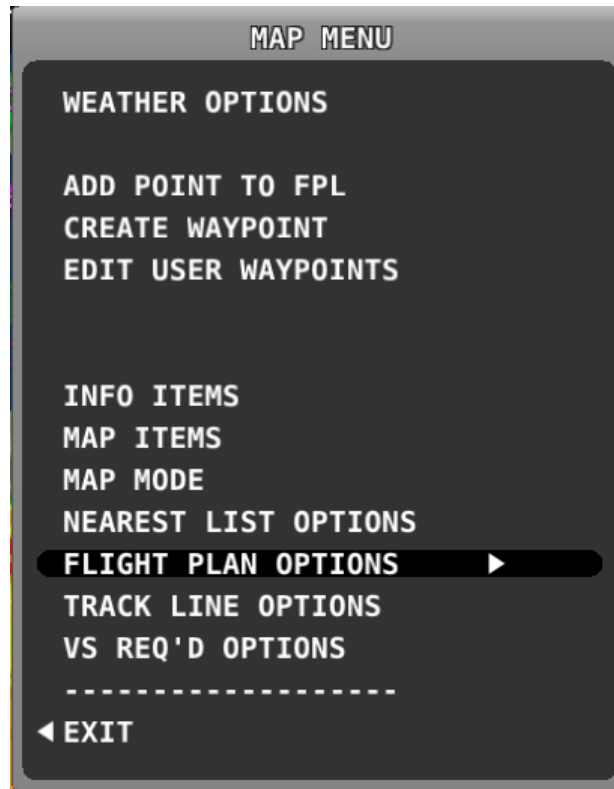 MAP MENU
WEATHER OPTIONS
ADD POINT TO FPL
CREATE WAYPOINT
EDIT USER WAYPOINTS
INFO ITEMS
MAP ITEMS
MAP MODE
NEAREST LIST OPTIONS
FLIGHT PLAN OPTIONS ▶
TRACK LINE OPTIONS
VS REQ'D OPTIONS
-------------------
◀ EXIT